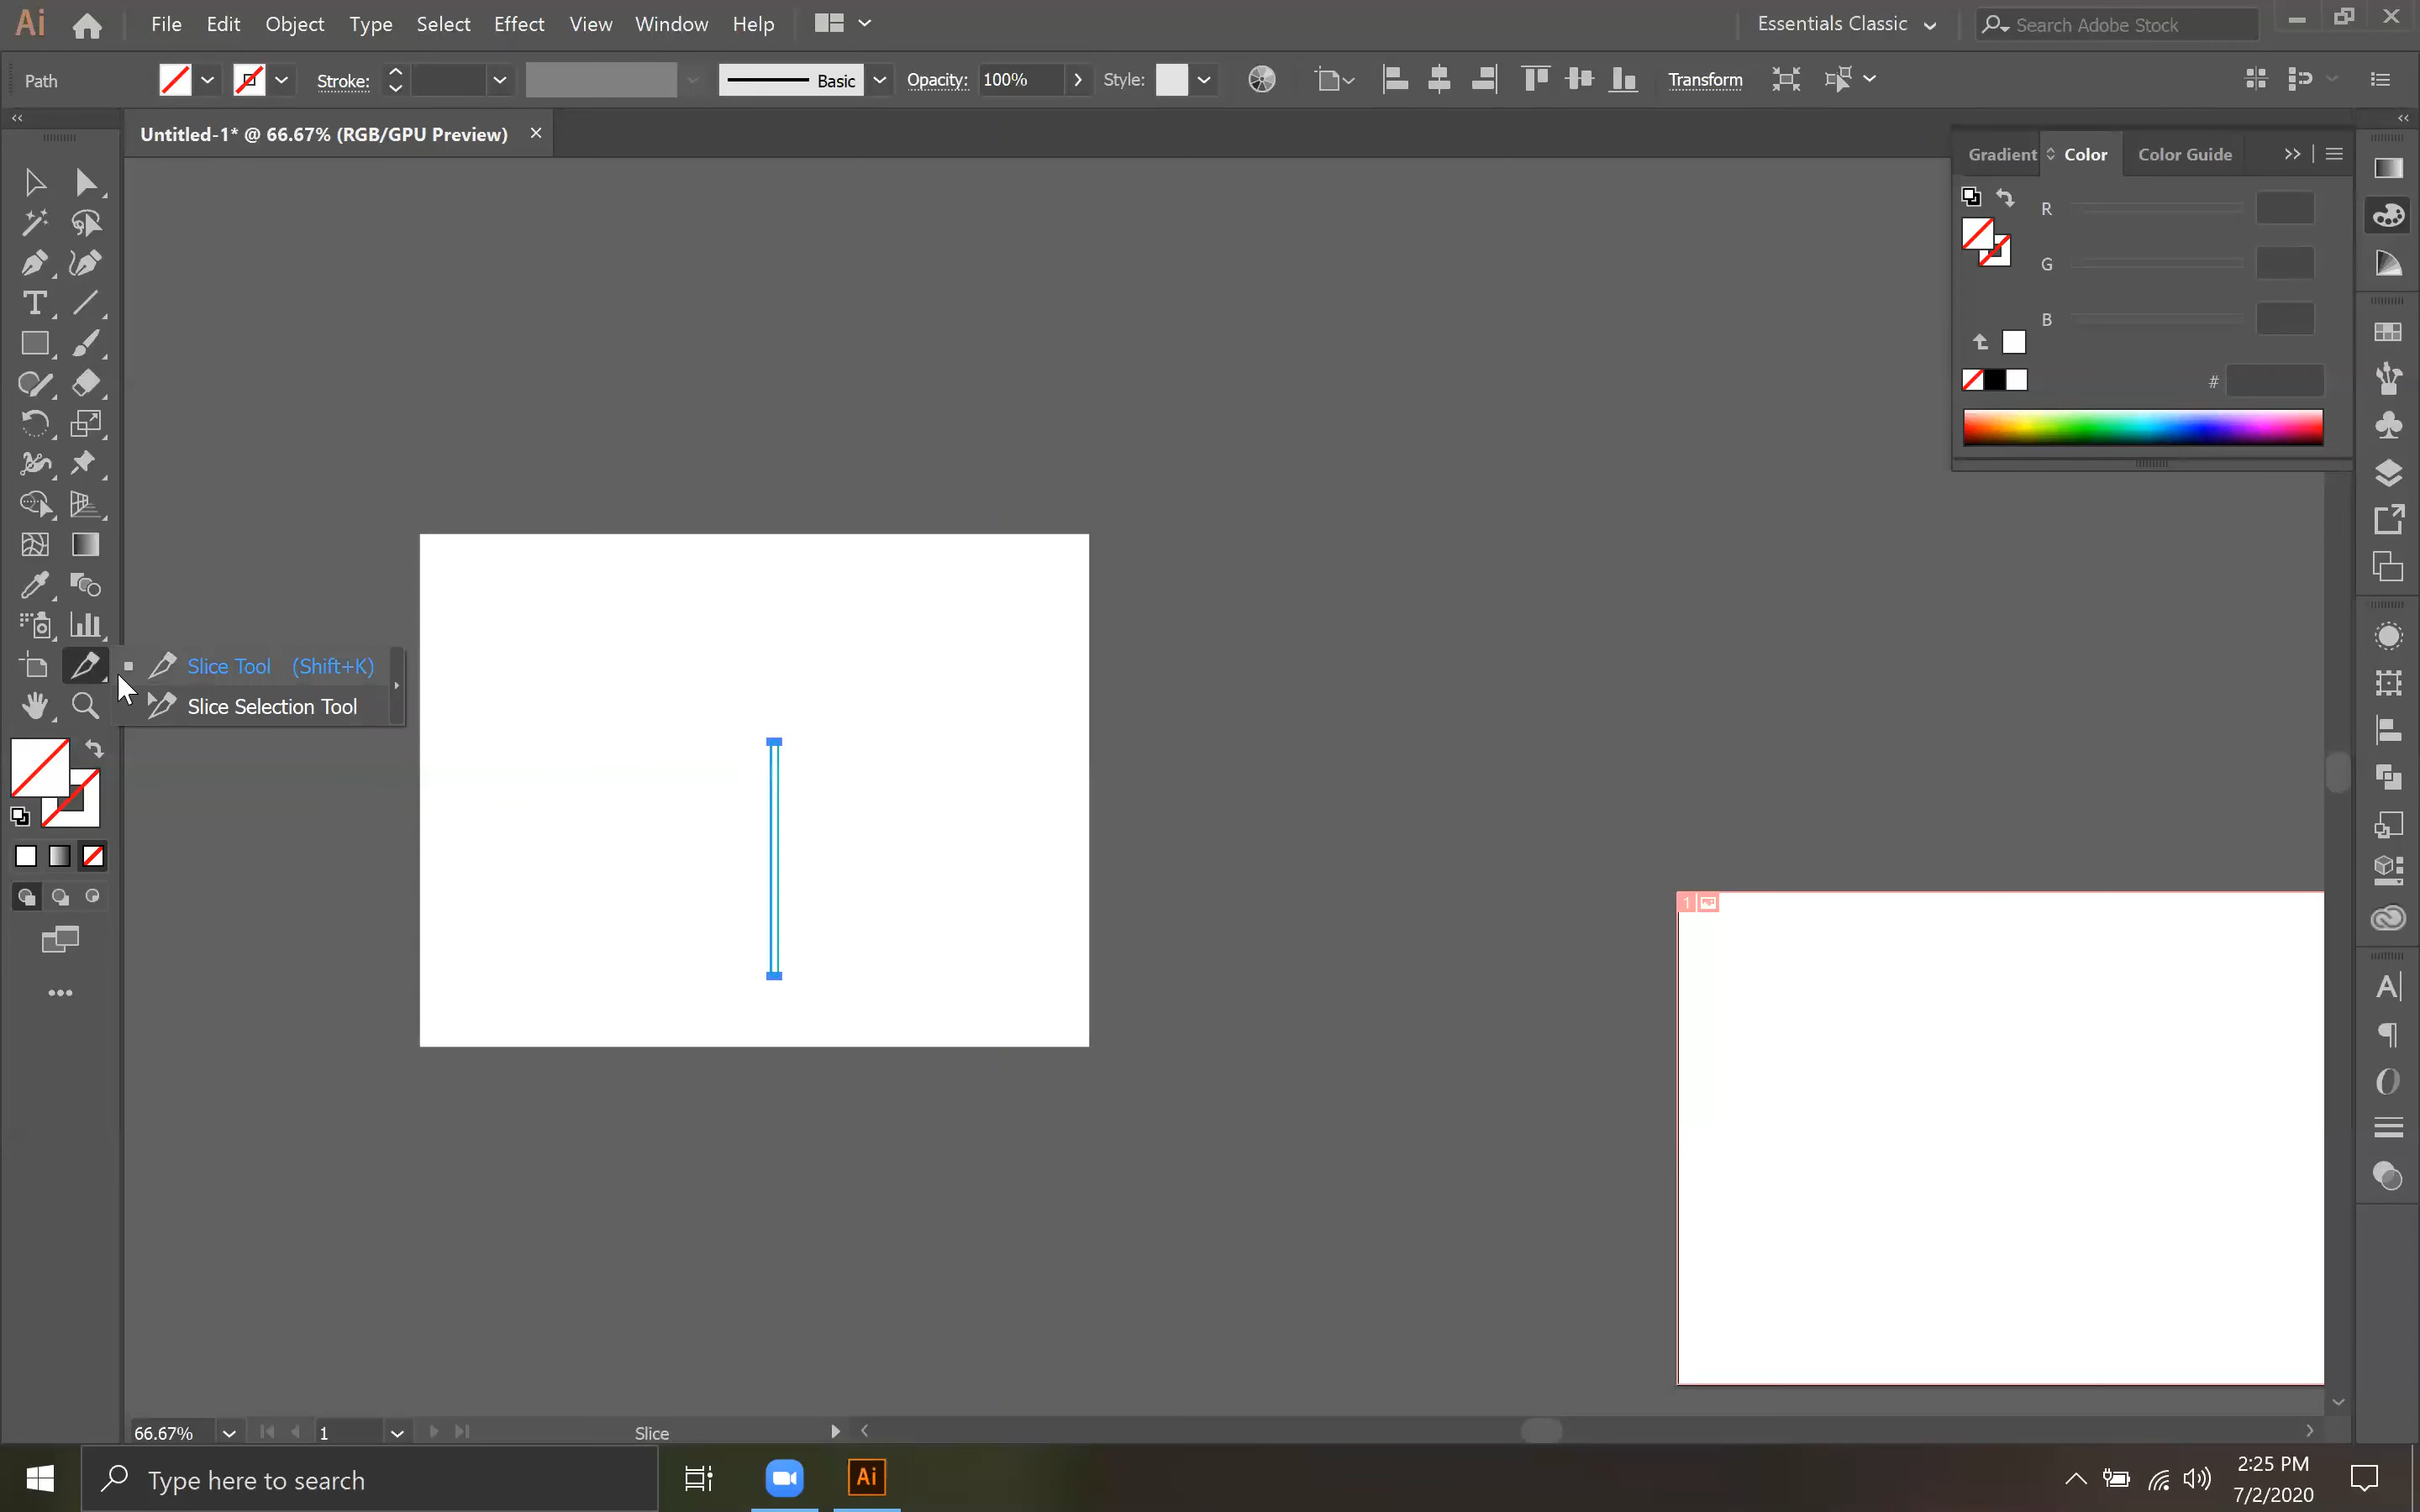 Ai File Edit Object Type Select Effect View Window Help Essentials Classic Search Adobe Stock
Path Stroke: Basic Opacity: 100% Style: Transform
Untitled-1* @ 66.67% (RGB/GPU Preview)
Gradient Color Color Guide
R
G
B
#
Slice Tool (Shift+K)
Slice Selection Tool
1
66.67% 1 Slice
Type here to search
Ai
2:25 PM
7/2/2020